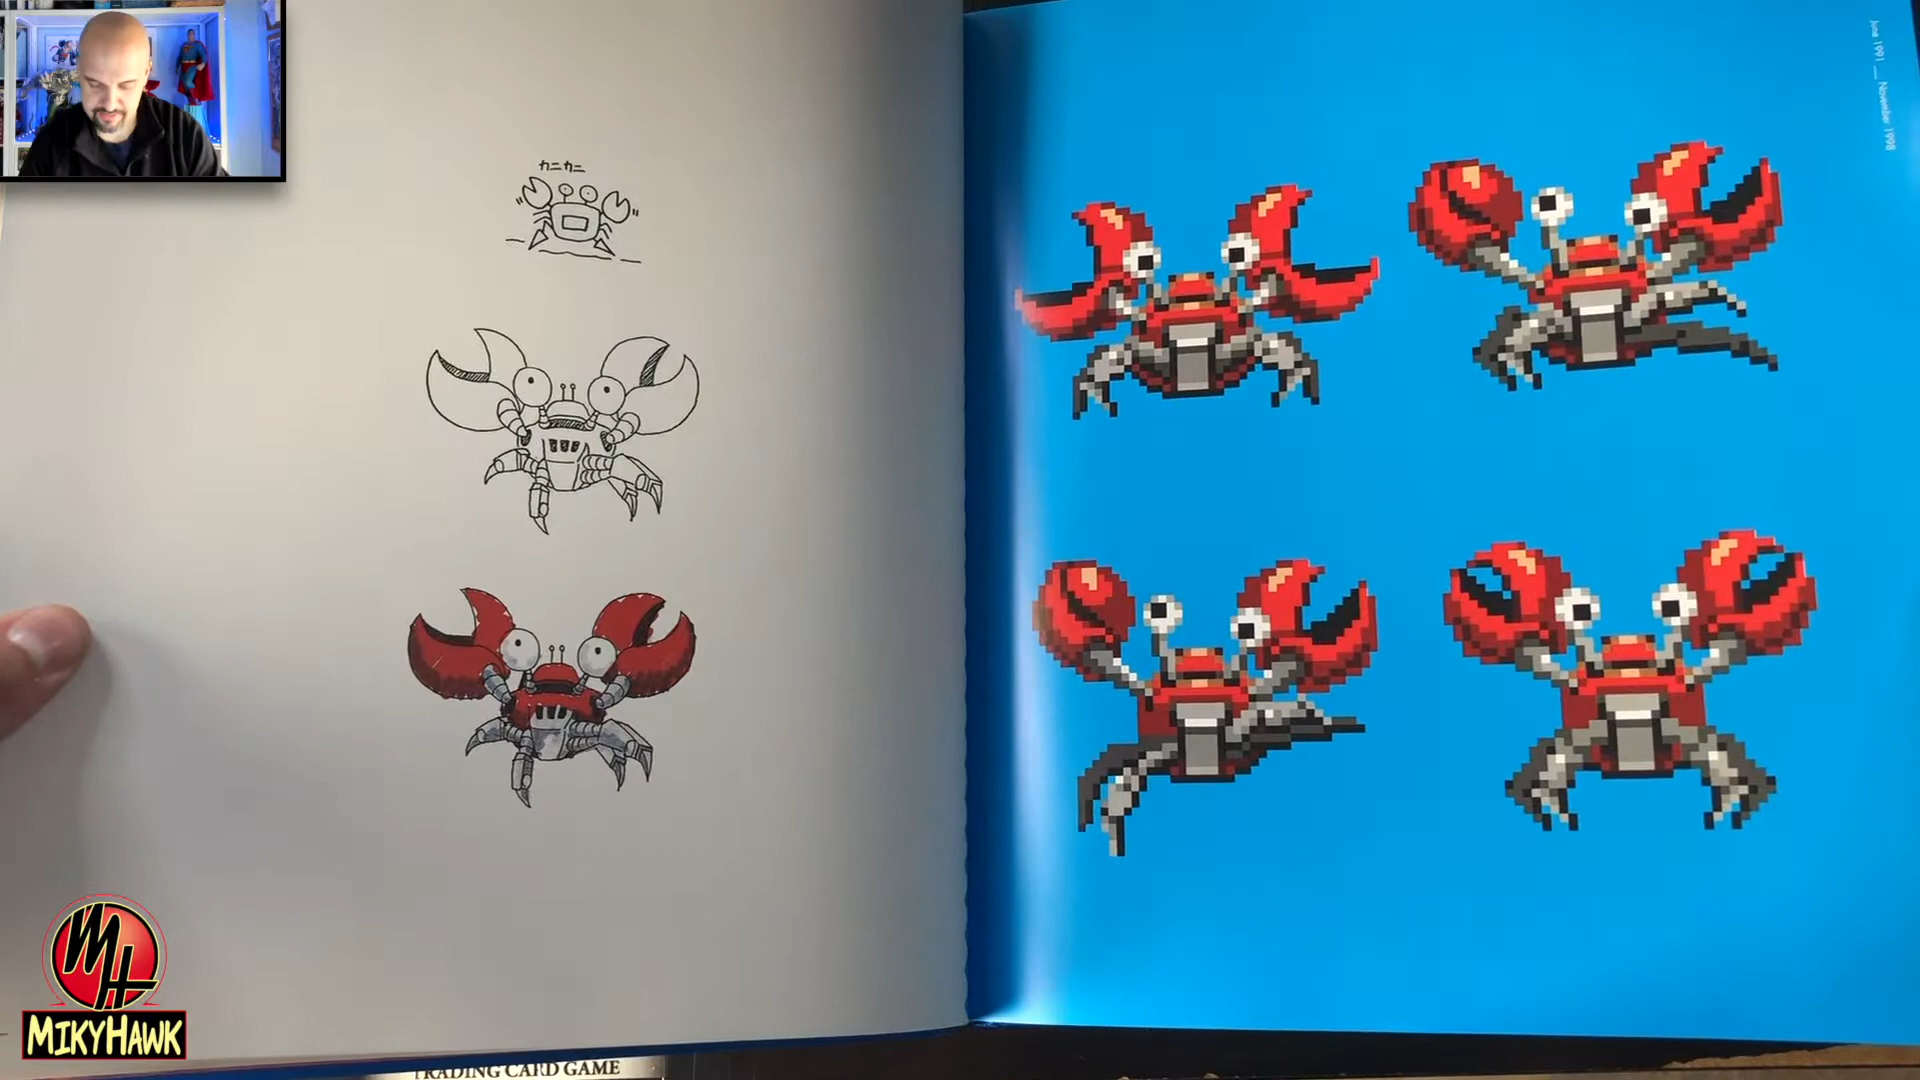 カニカニ
June 1991 — November 1998
MH
MIKYHAWK
TRADING CARD GAME